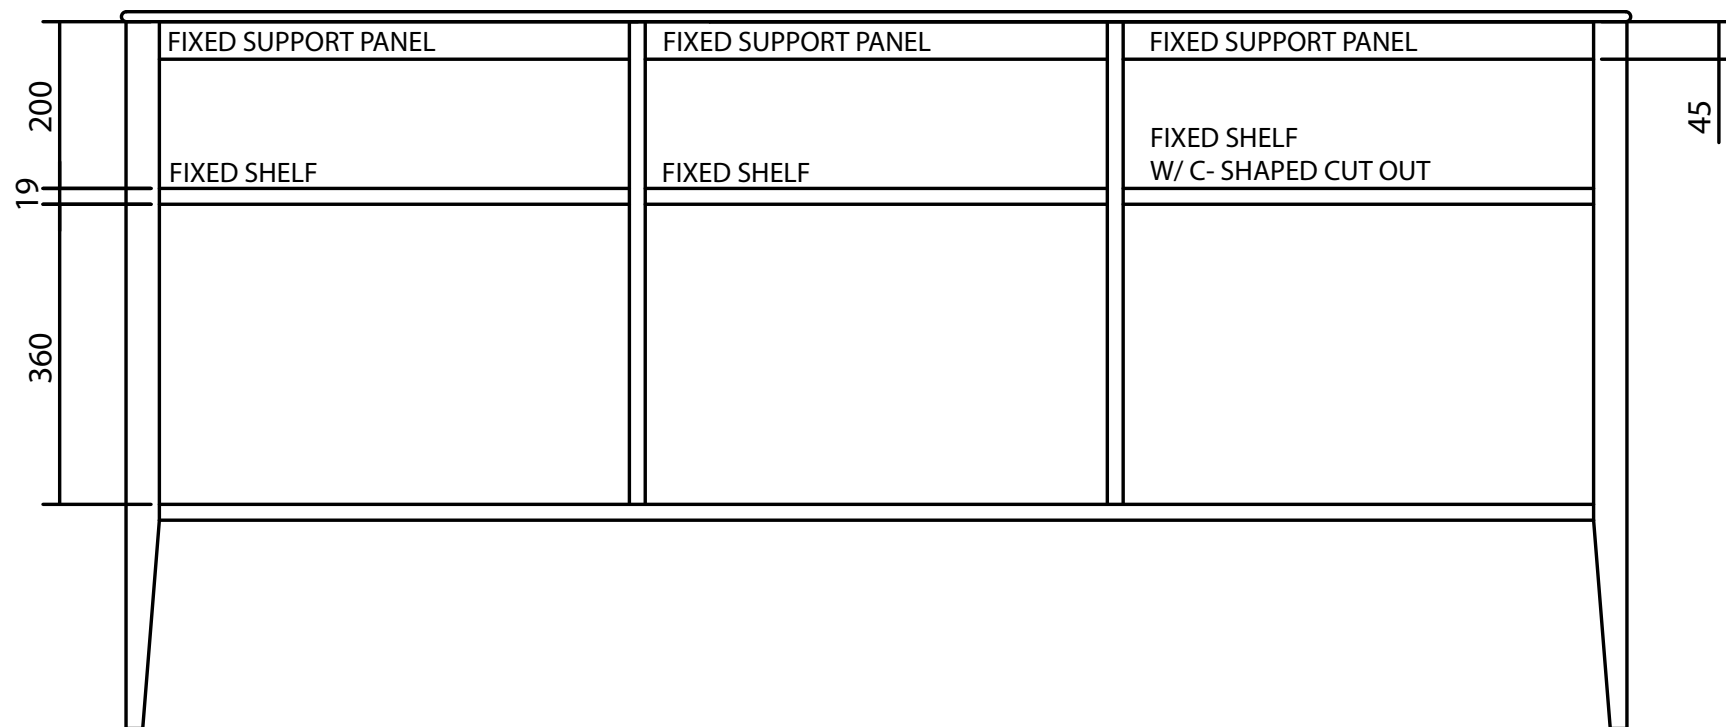 FIXED SUPPORT PANEL
FIXED SUPPORT PANEL
FIXED SUPPORT PANEL
200
45
FIXED SHELF
FIXED SHELF
FIXED SHELF
W/ C- SHAPED CUT OUT
19
360